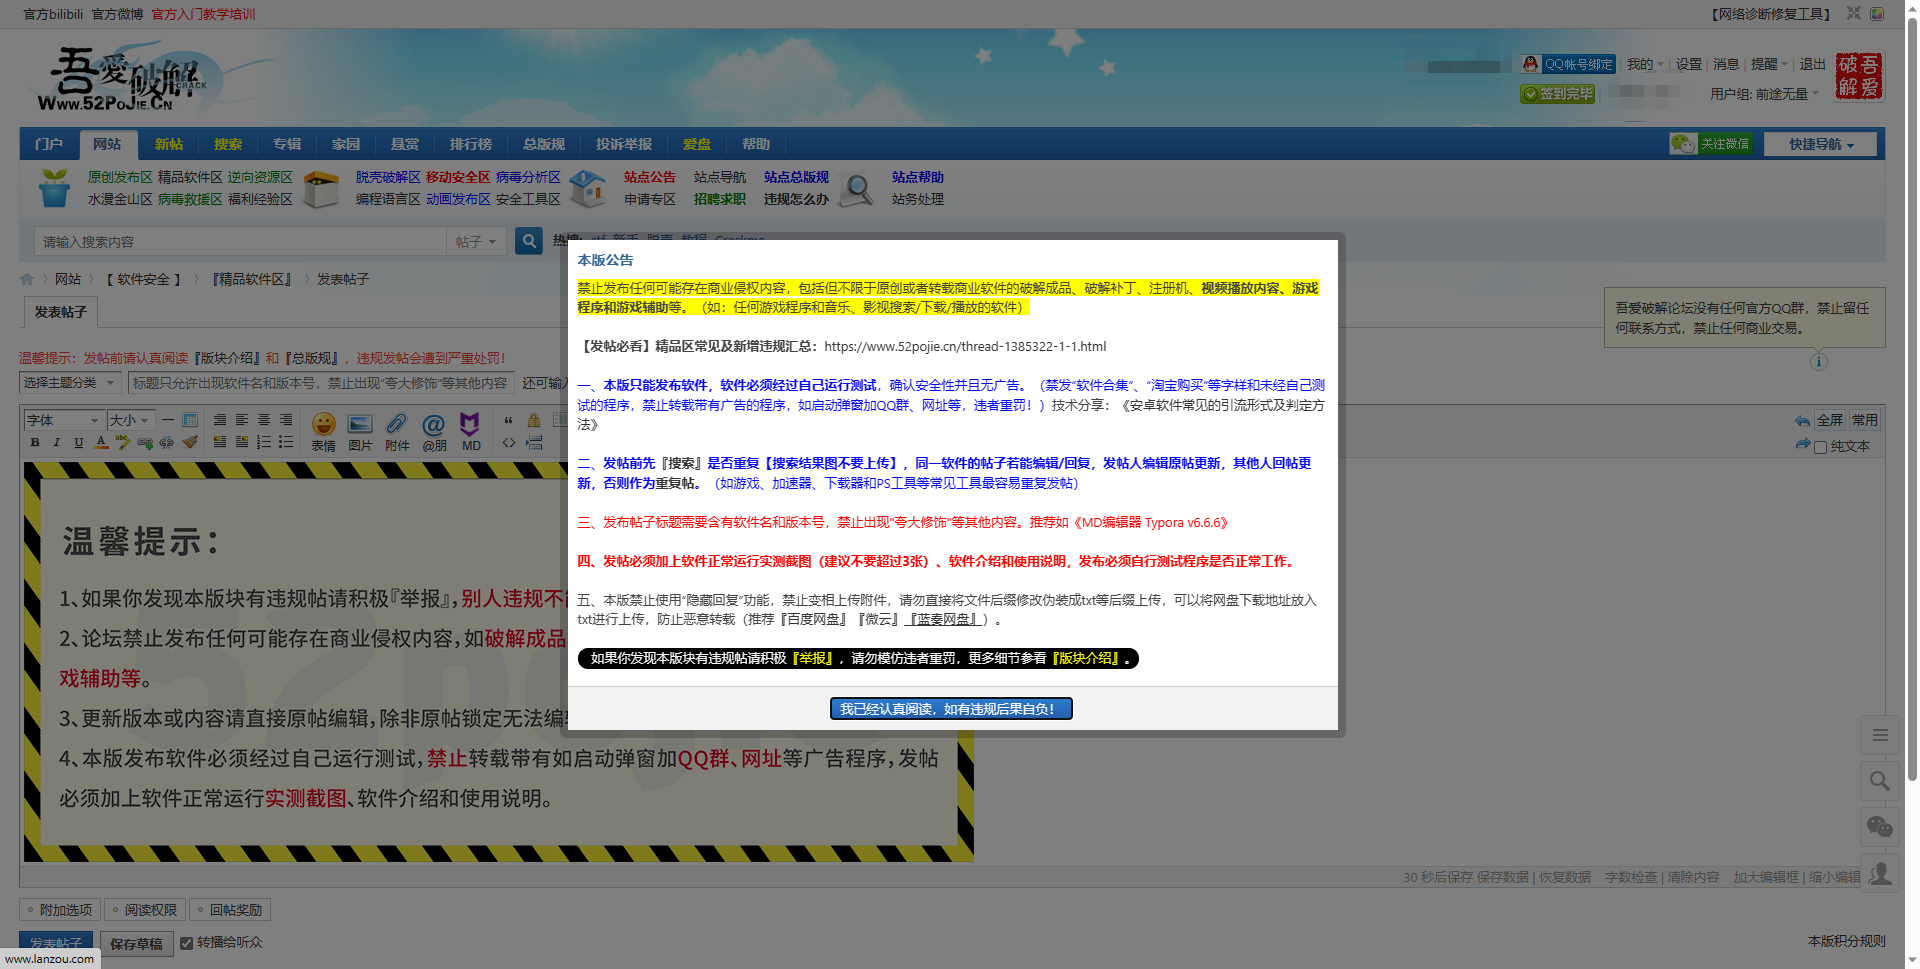 官方bilibili 官方微博 官方入门教学培训
【网络诊断修复工具】
吾爱破解
CRACK
Www.52PoJie.Cn
QQ帐号绑定 我的 | 设置 | 消息 | 提醒 | 退出
签到完毕 用户组: 前途无量
吾爱破解
门户 网站 新帖 搜索 专辑 家园 悬赏 排行榜 总版规 投诉举报 爱盘 帮助
关注微信 快捷导航
原创发布区 精品软件区 逆向资源区 脱壳破解区 移动安全区 病毒分析区 站点公告 站点导航 站点总版规 站点帮助
水漫金山区 病毒救援区 福利经验区 编程语言区 动画发布区 安全工具区 申请专区 招聘求职 违规怎么办 站务处理
请输入搜索内容 帖子
网站 〉 【 软件安全 】 〉 『精品软件区』 〉 发表帖子
发表帖子
吾爱破解论坛没有任何官方QQ群，禁止留任
何联系方式，禁止任何商业交易。
温馨提示：发帖前请认真阅读『版块介绍』和『总版规』，违规发帖会遭到严重处罚！
选择主题分类 标题只允许出现软件名和版本号，禁止出现"夸大修饰"等其他内容 还可输入
字体 大小
全屏 常用
B I U A 表情 图片 附件 @朋 MD
纯文本
本版公告
禁止发布任何可能存在商业侵权内容，包括但不限于原创或者转载商业软件的破解成品、破解补丁、注册机、视频播放内容、游戏
程序和游戏辅助等。（如：任何游戏程序和音乐、影视搜索/下载/播放的软件）
【发帖必看】精品区常见及新增违规汇总：https://www.52pojie.cn/thread-1385322-1-1.html
一、本版只能发布软件，软件必须经过自己运行测试，确认安全性并且无广告。（禁发“软件合集”、“淘宝购买”等字样和未经自己测
试的程序，禁止转载带有广告的程序，如启动弹窗加QQ群、网址等，违者重罚！）技术分享：《安卓软件常见的引流形式及判定方
法》
二、发帖前先『搜索』是否重复【搜索结果图不要上传】，同一软件的帖子若能编辑/回复，发帖人编辑原帖更新，其他人回帖更
新，否则作为重复帖。（如游戏、加速器、下载器和PS工具等常见工具最容易重复发帖）
三、发布帖子标题需要含有软件名和版本号，禁止出现"夸大修饰"等其他内容。推荐如《MD编辑器 Typora v6.6.6》
四、发帖必须加上软件正常运行实测截图（建议不要超过3张）、软件介绍和使用说明，发布必须自行测试程序是否正常工作。
五、本版禁止使用“隐藏回复”功能，禁止变相上传附件，请勿直接将文件后缀修改伪装成txt等后缀上传，可以将网盘下载地址放入
txt进行上传，防止恶意转载（推荐『百度网盘』『微云』『蓝奏网盘』）。
如果你发现本版块有违规帖请积极『举报』，请勿模仿违者重罚，更多细节参看『版块介绍』。
我已经认真阅读，如有违规后果自负！
温馨提示：
1、如果你发现本版块有违规帖请积极『举报』，别人违规不
2、论坛禁止发布任何可能存在商业侵权内容，如破解成品
戏辅助等。
3、更新版本或内容请直接原帖编辑，除非原帖锁定无法编
4、本版发布软件必须经过自己运行测试，禁止转载带有如启动弹窗加QQ群、网址等广告程序，发帖
必须加上软件正常运行实测截图、软件介绍和使用说明。
30 秒后保存 保存数据 | 恢复数据 字数检查 | 清除内容 加大编辑框 | 缩小编辑
附加选项 阅读权限 回帖奖励
发表帖子 保存草稿 转播给听众
本版积分规则
www.lanzou.com